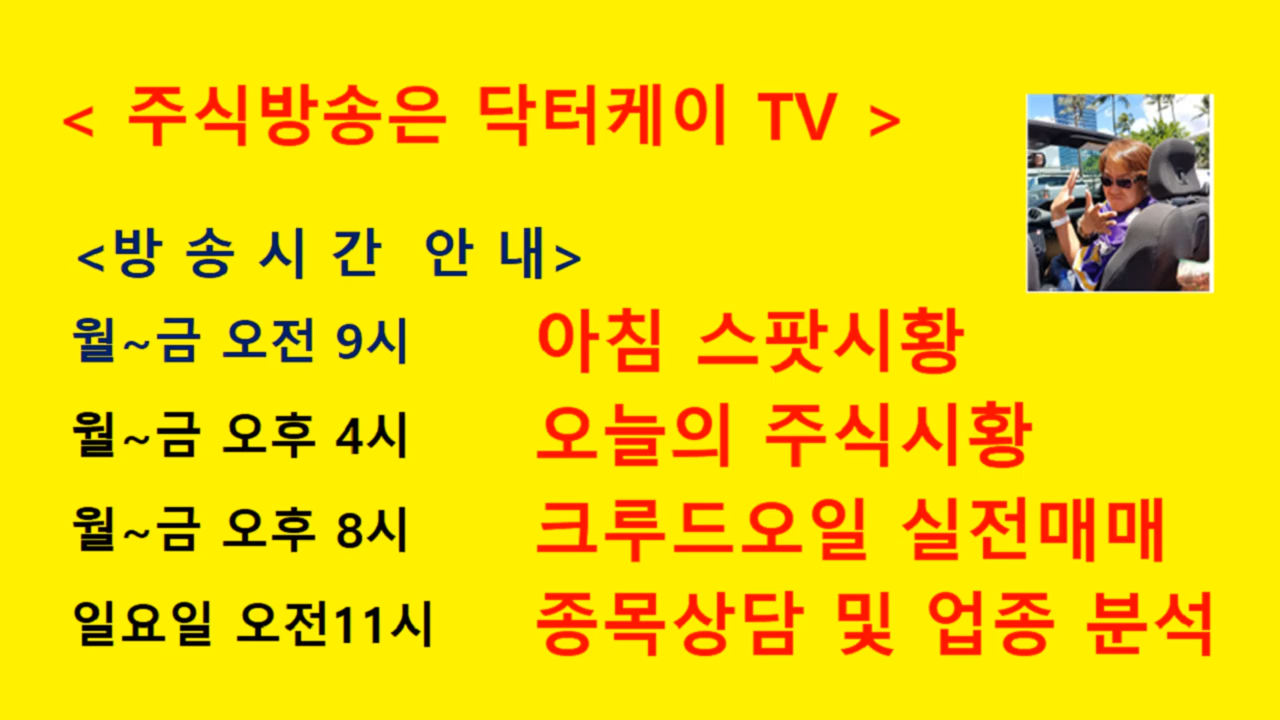 < 주식방송은 닥터케이 TV >
<방 송 시 간 안 내>
월~금 오전 9시 아침 스팟시황
월~금 오후 4시 오늘의 주식시황
월~금 오후 8시 크루드오일 실전매매
일요일 오전11시 종목상담 및 업종 분석